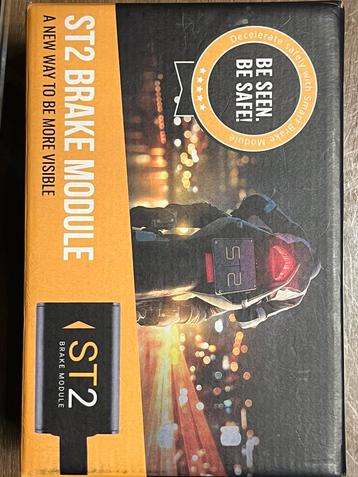 ST2 BRAKE MODULE
A NEW WAY TO BE MORE VISIBLE
Decelerate safely with Smart Brake Module
BE SEEN.
BE SAFE!
ST2
ST2
BRAKE MODULE